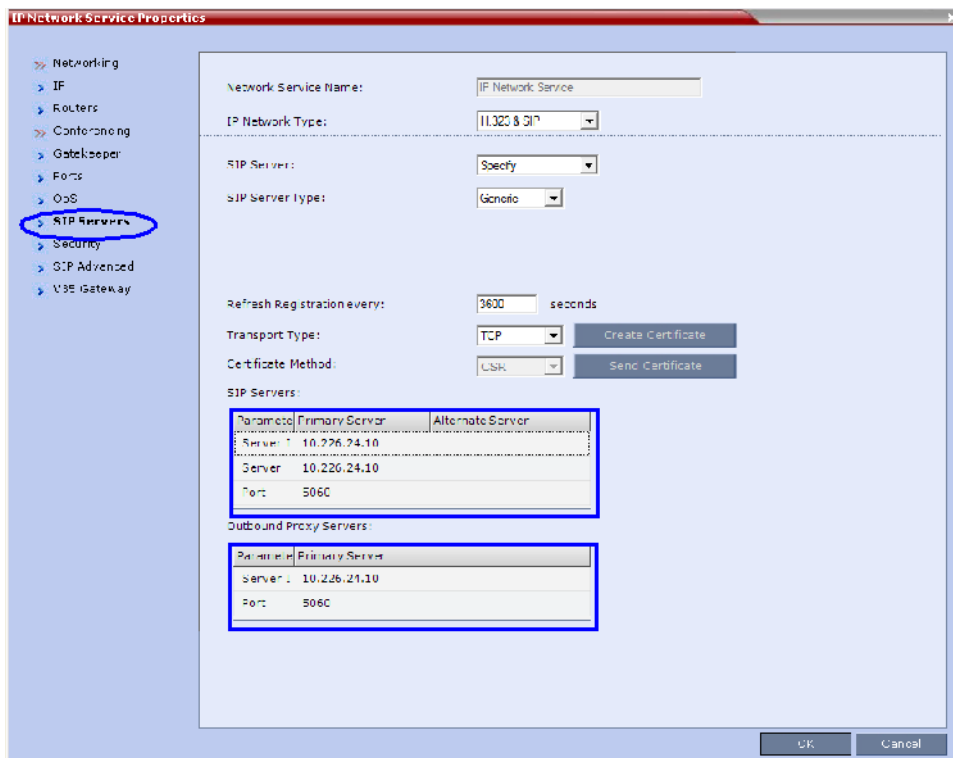 IP Network Service Properties
Networking
IP
Routers
Conferencing
Gatekeeper
Ports
QoS
SIP Servers
Security
SIP Advanced
V35 Gateway
Network Service Name: IP Network Service
IP Network Type: H.323 & SIP
SIP Server: Specify
SIP Server Type: Generic
Refresh Registration every: 3600 seconds
Transport Type: TCP Create Certificate
Certificate Method: CSR Send Certificate
SIP Servers:
Paramete Primary Server Alternate Server
Server I 10.226.24.10
Server 10.226.24.10
Port 5060
Outbound Proxy Servers:
Paramete Primary Server
Server I 10.226.24.10
Port 5060
OK Cancel